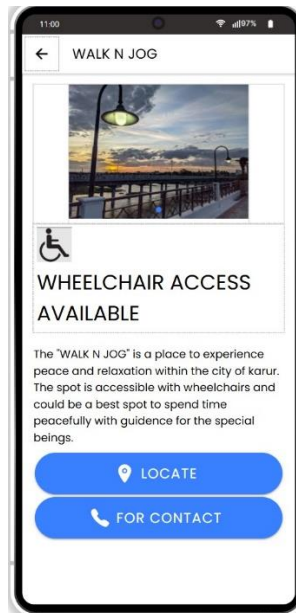 11:00 97%
WALK N JOG
WHEELCHAIR ACCESS
AVAILABLE
The "WALK N JOG" is a place to experience
peace and relaxation within the city of karur.
The spot is accessible with wheelchairs and
could be a best spot to spend time
peacefully with guidence for the special
beings.
LOCATE
FOR CONTACT